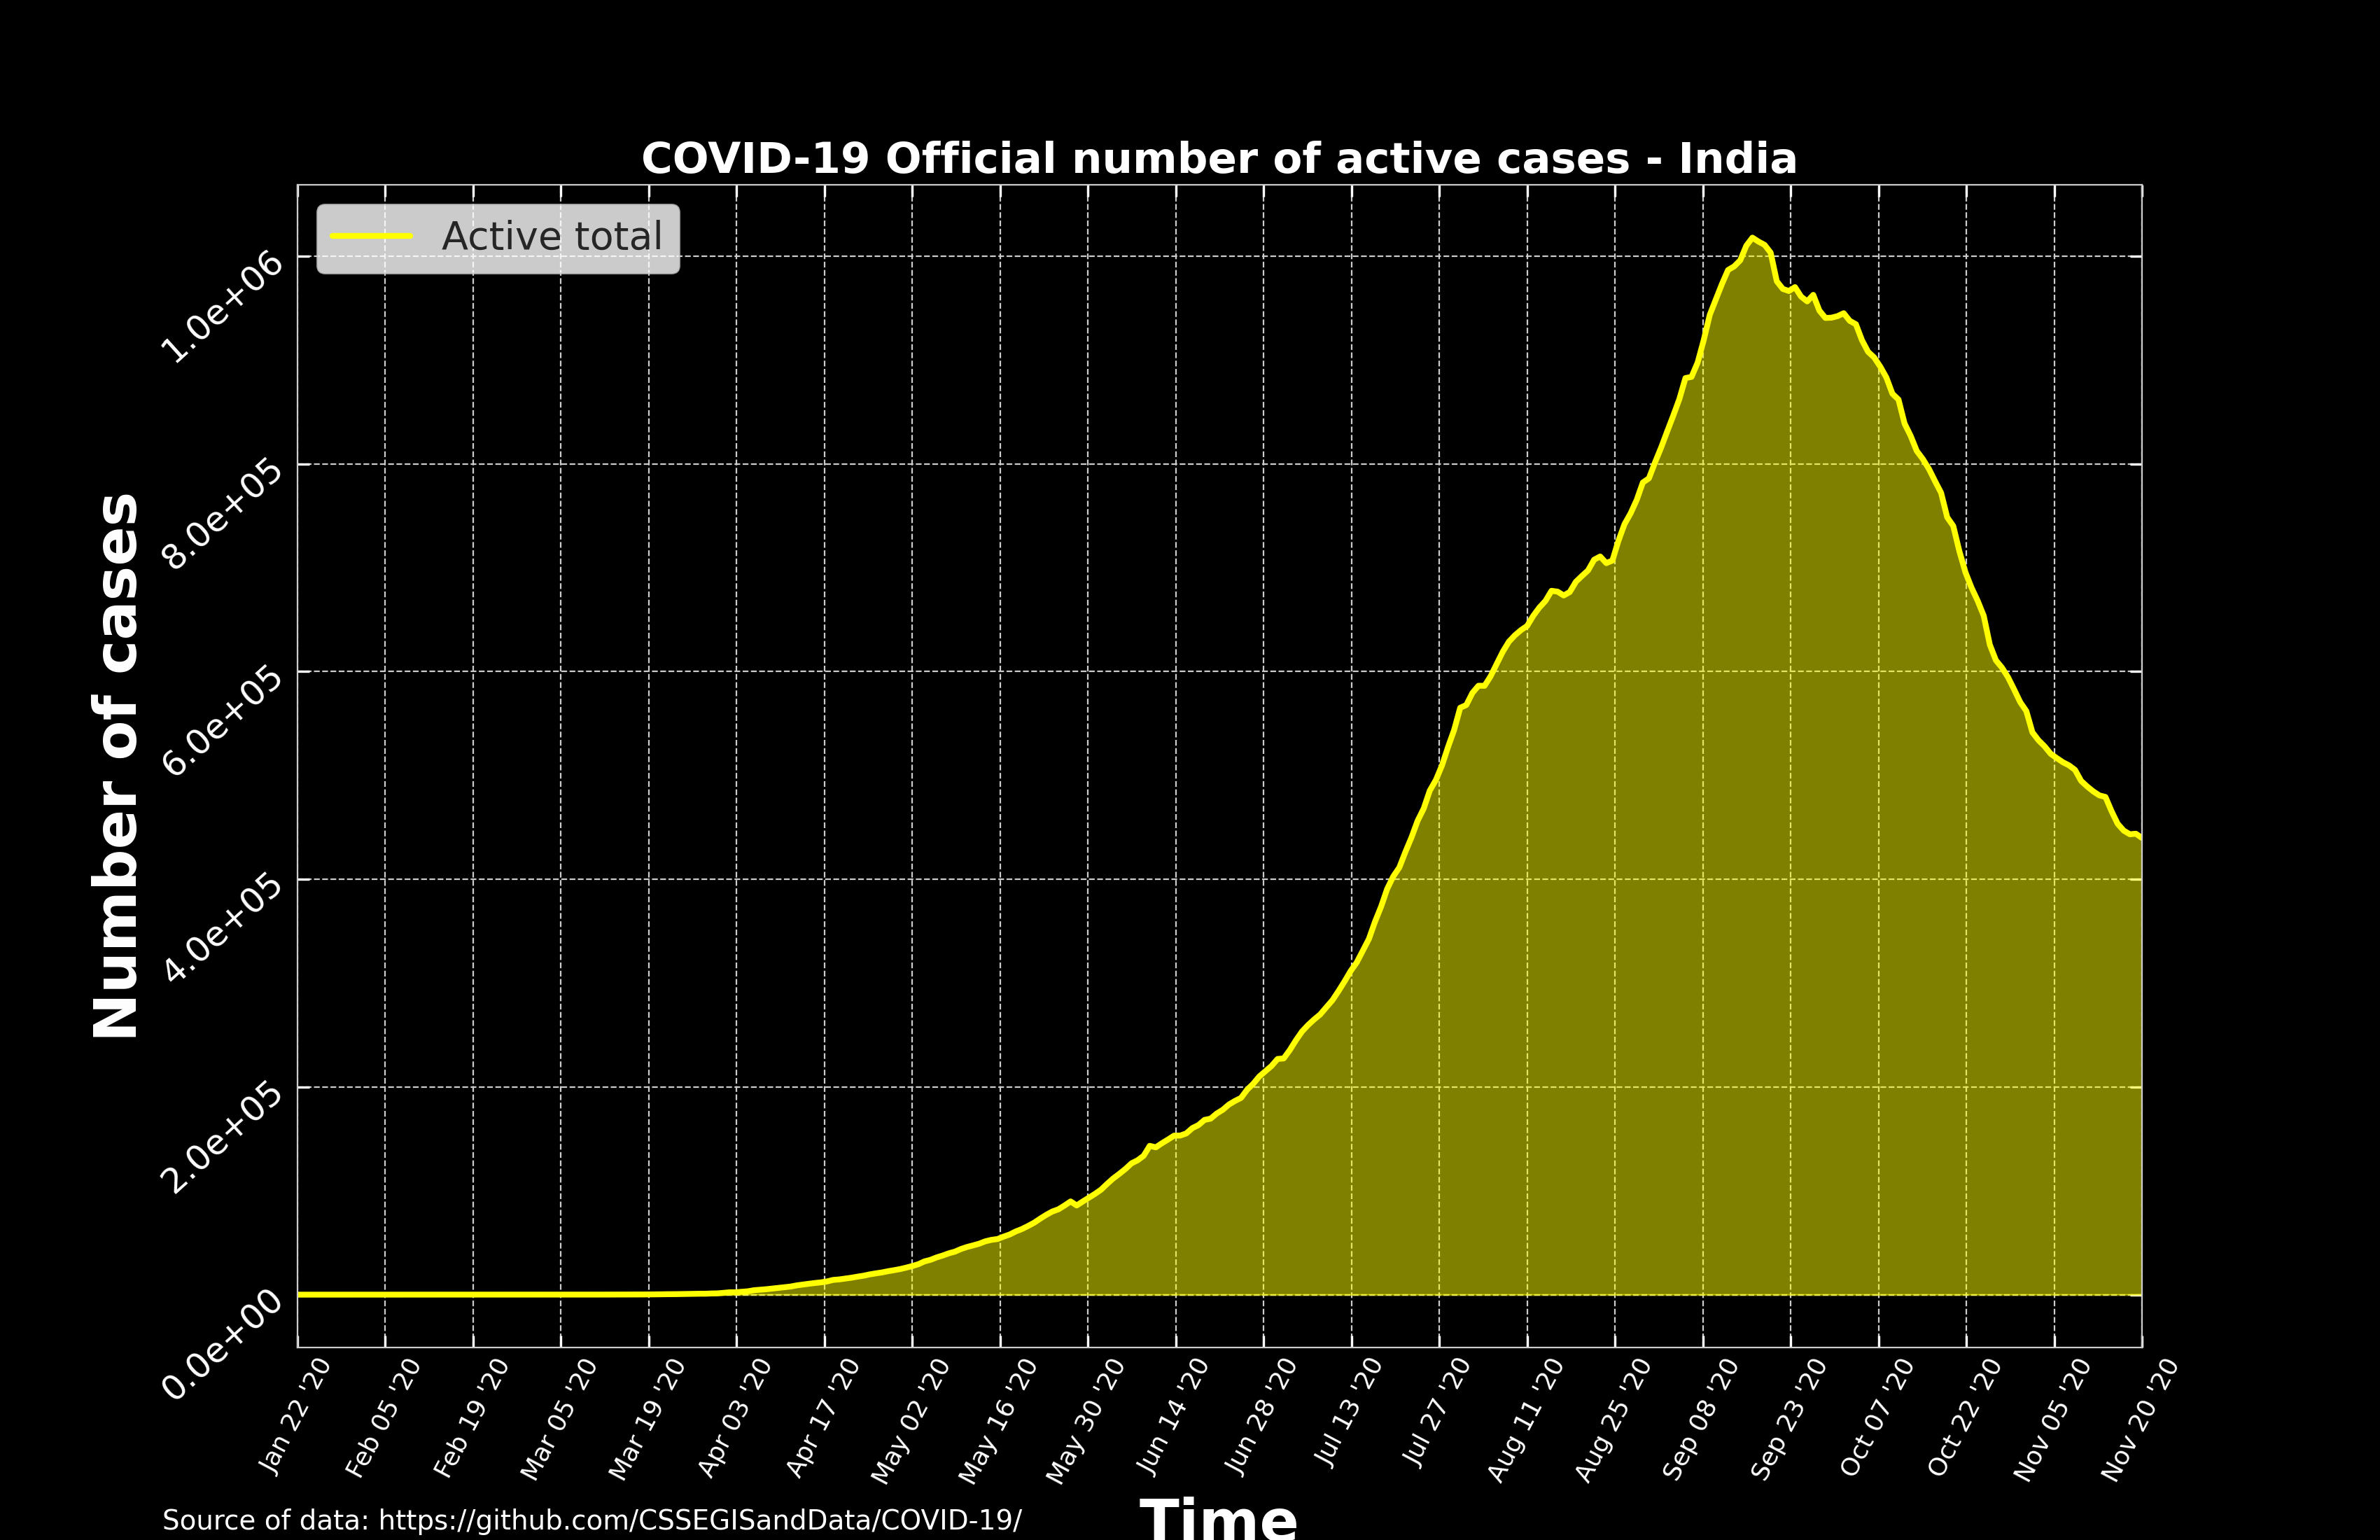 COVID-19 Official number of active cases - India
Active total
Number of cases
1.0e+06
8.0e+05
6.0e+05
4.0e+05
2.0e+05
0.0e+00
Jan 22 '20
Feb 05 '20
Feb 19 '20
Mar 05 '20
Mar 19 '20
Apr 03 '20
Apr 17 '20
May 02 '20
May 16 '20
May 30 '20
Jun 14 '20
Jun 28 '20
Jul 13 '20
Jul 27 '20
Aug 11 '20
Aug 25 '20
Sep 08 '20
Sep 23 '20
Oct 07 '20
Oct 22 '20
Nov 05 '20
Nov 20 '20
Time
Source of data: https://github.com/CSSEGISandData/COVID-19/